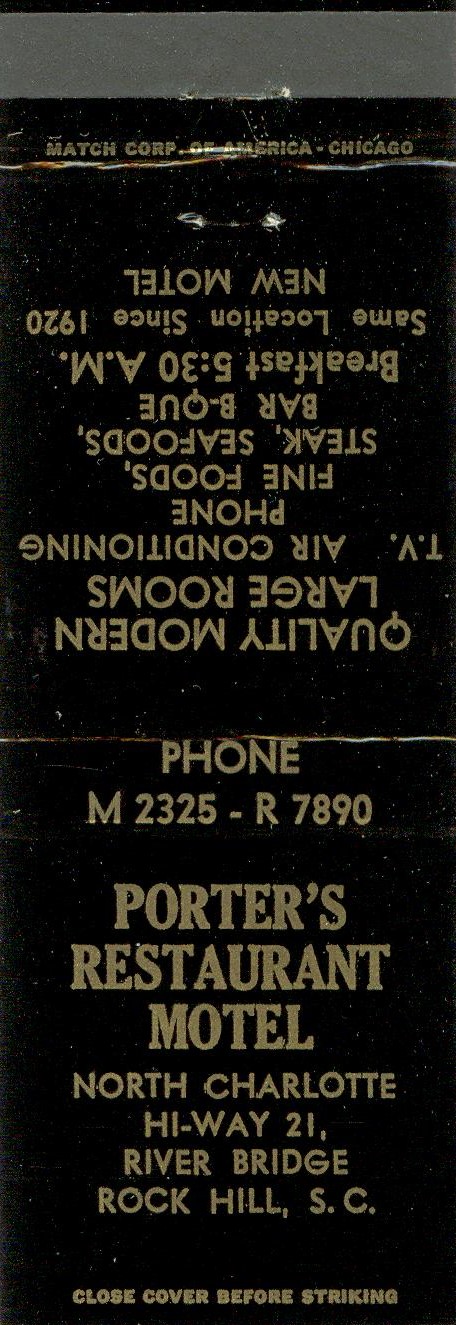 MATCH CORP. OF AMERICA - CHICAGO
QUALITY MODERN
LARGE ROOMS
T.V. AIR CONDITIONING
PHONE
FINE FOODS,
STEAK, SEAFOODS,
BAR B-QUE
Breakfast 5:30 A.M.
Same Location Since 1920
NEW MOTEL
PHONE
M 2325 - R 7890
PORTER'S
RESTAURANT
MOTEL
NORTH CHARLOTTE
HI-WAY 21,
RIVER BRIDGE
ROCK HILL, S. C.
CLOSE COVER BEFORE STRIKING